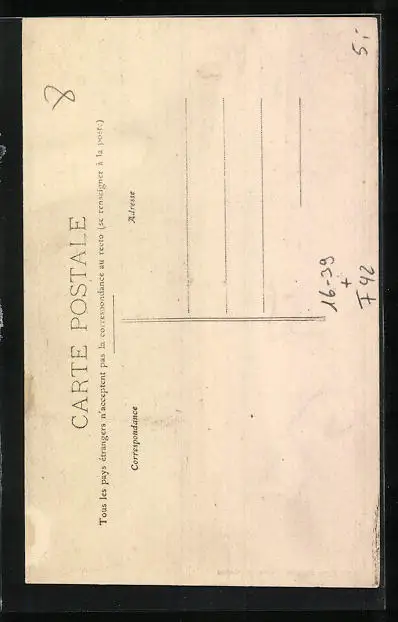 CARTE POSTALE
Tous les pays étrangers n'acceptent pas la correspondance au recto (se renseigner à la poste)
Correspondance
Adresse
8
5,-
16-39
+
F42